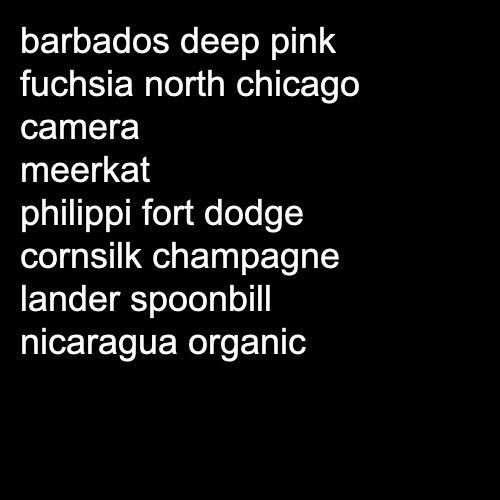 barbados deep pink
fuchsia north chicago
camera
meerkat
philippi fort dodge
cornsilk champagne
lander spoonbill
nicaragua organic